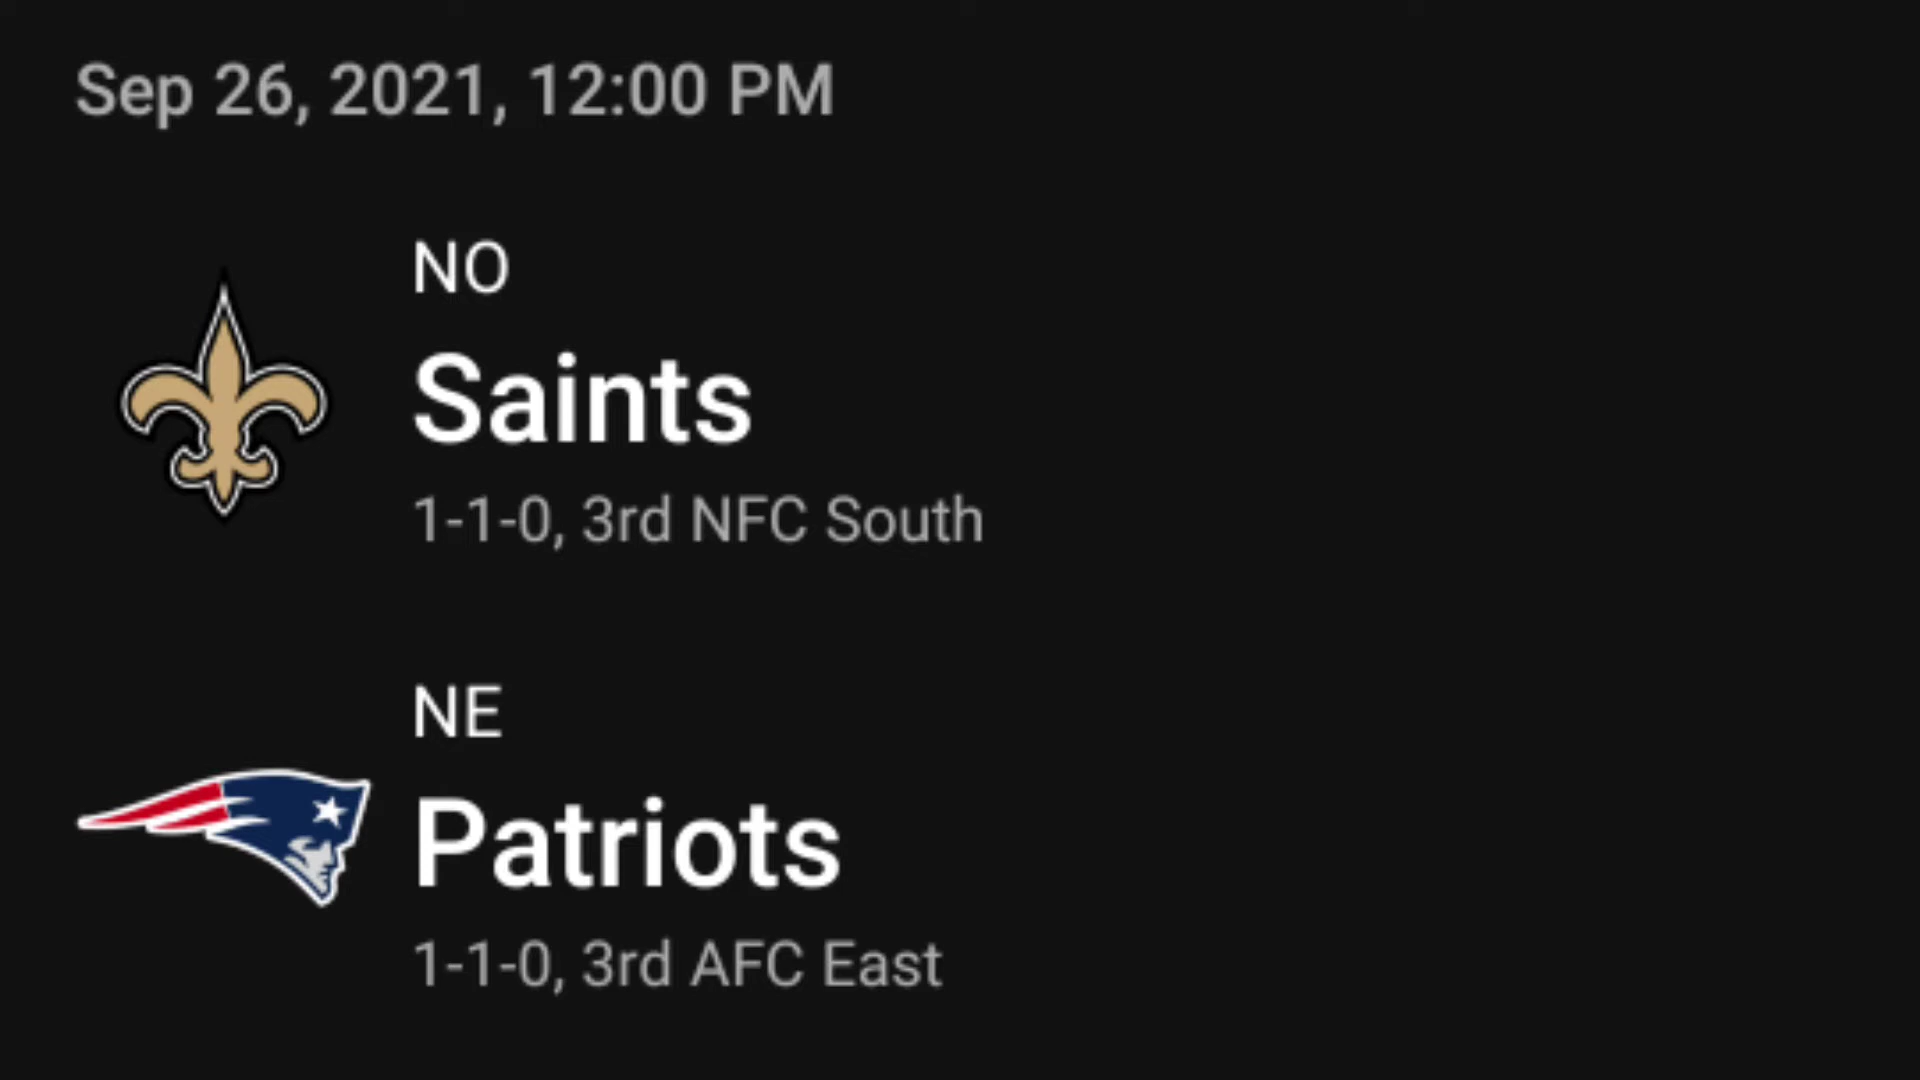 Sep 26, 2021, 12:00 PM
NO
Saints
1-1-0, 3rd NFC South
NE
Patriots
1-1-0, 3rd AFC East